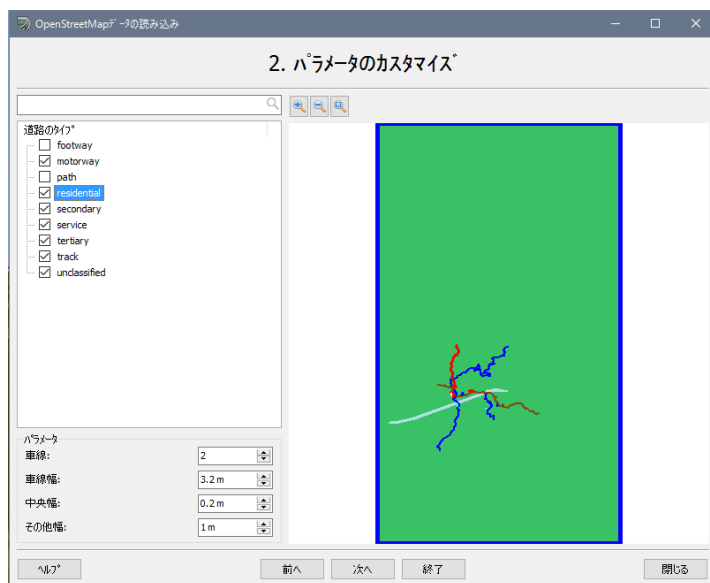 OpenStreetMapﾃﾞｰﾀの読み込み
2. ﾊﾟﾗﾒｰﾀのｶｽﾀﾏｲｽﾞ
道路のﾀｲﾌﾟ
footway
motorway
path
residential
secondary
service
tertiary
track
unclassified
ﾊﾟﾗﾒｰﾀ
車線: 2
車線幅: 3.2 m
中央幅: 0.2 m
その他幅: 1 m
ﾍﾙﾌﾟ 前へ 次へ 終了 閉じる